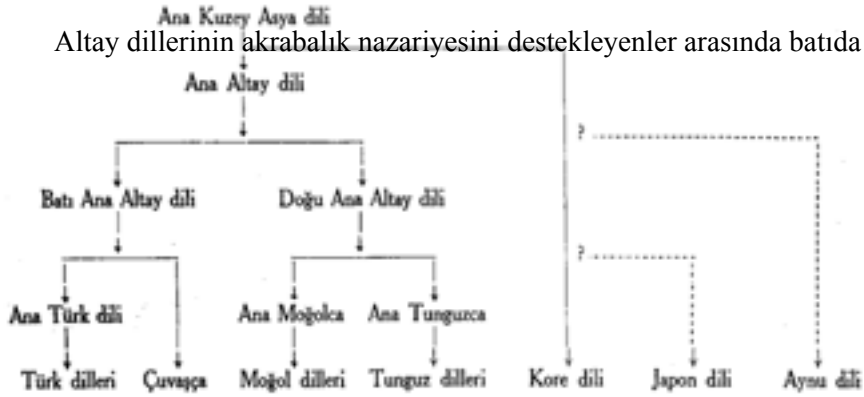 Ana Kuzey Asya dili
Altay dillerinin akrabalık nazariyesini destekleyenler arasında batıda
Ana Altay dili
?
Batı Ana Altay dili Doğu Ana Altay dili
?
Ana Türk dili Ana Moğolca Ana Tunguzca
Türk dilleri Çuvaşça Moğol dilleri Tunguz dilleri Kore dili Japon dili Aynu dili